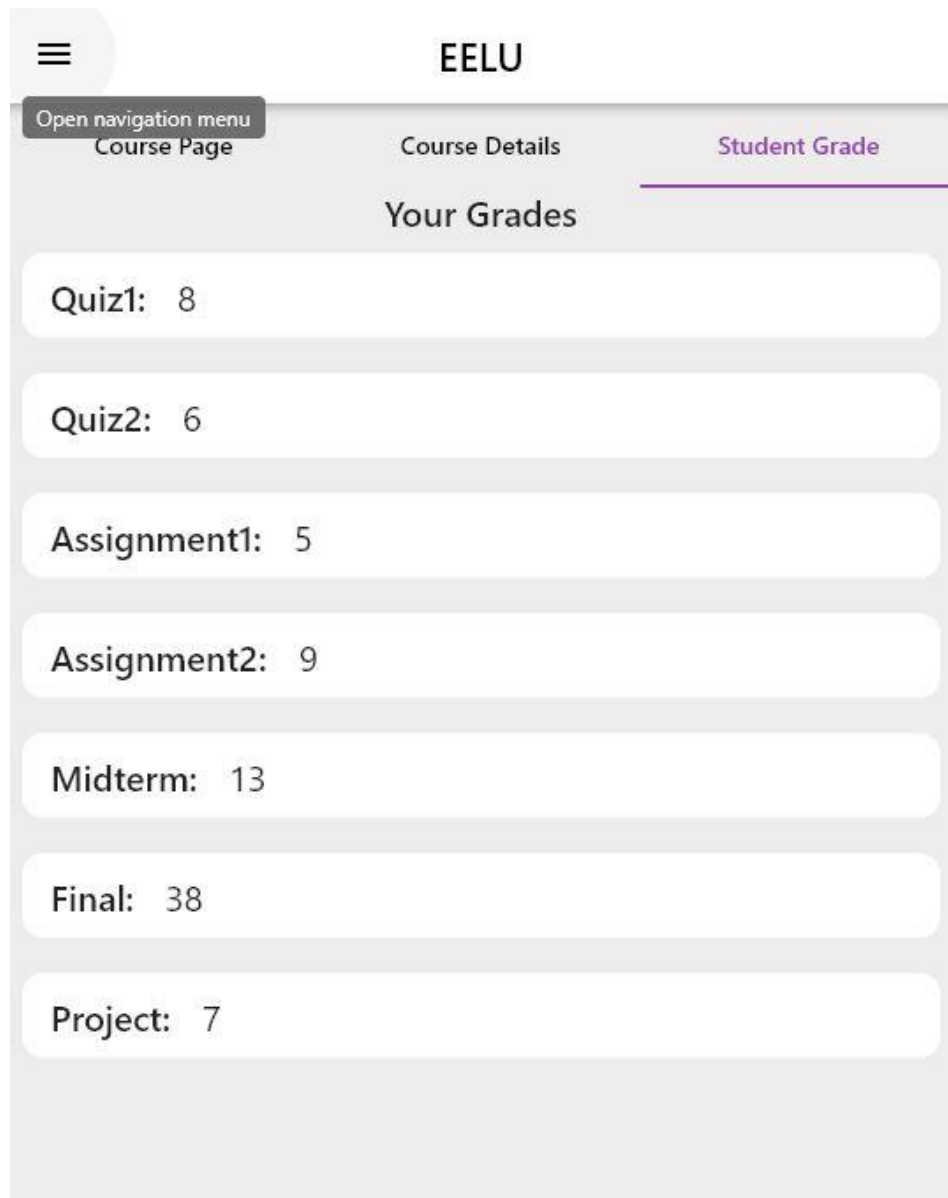 EELU
Open navigation menu
Course Page Course Details Student Grade
Your Grades
Quiz1: 8
Quiz2: 6
Assignment1: 5
Assignment2: 9
Midterm: 13
Final: 38
Project: 7